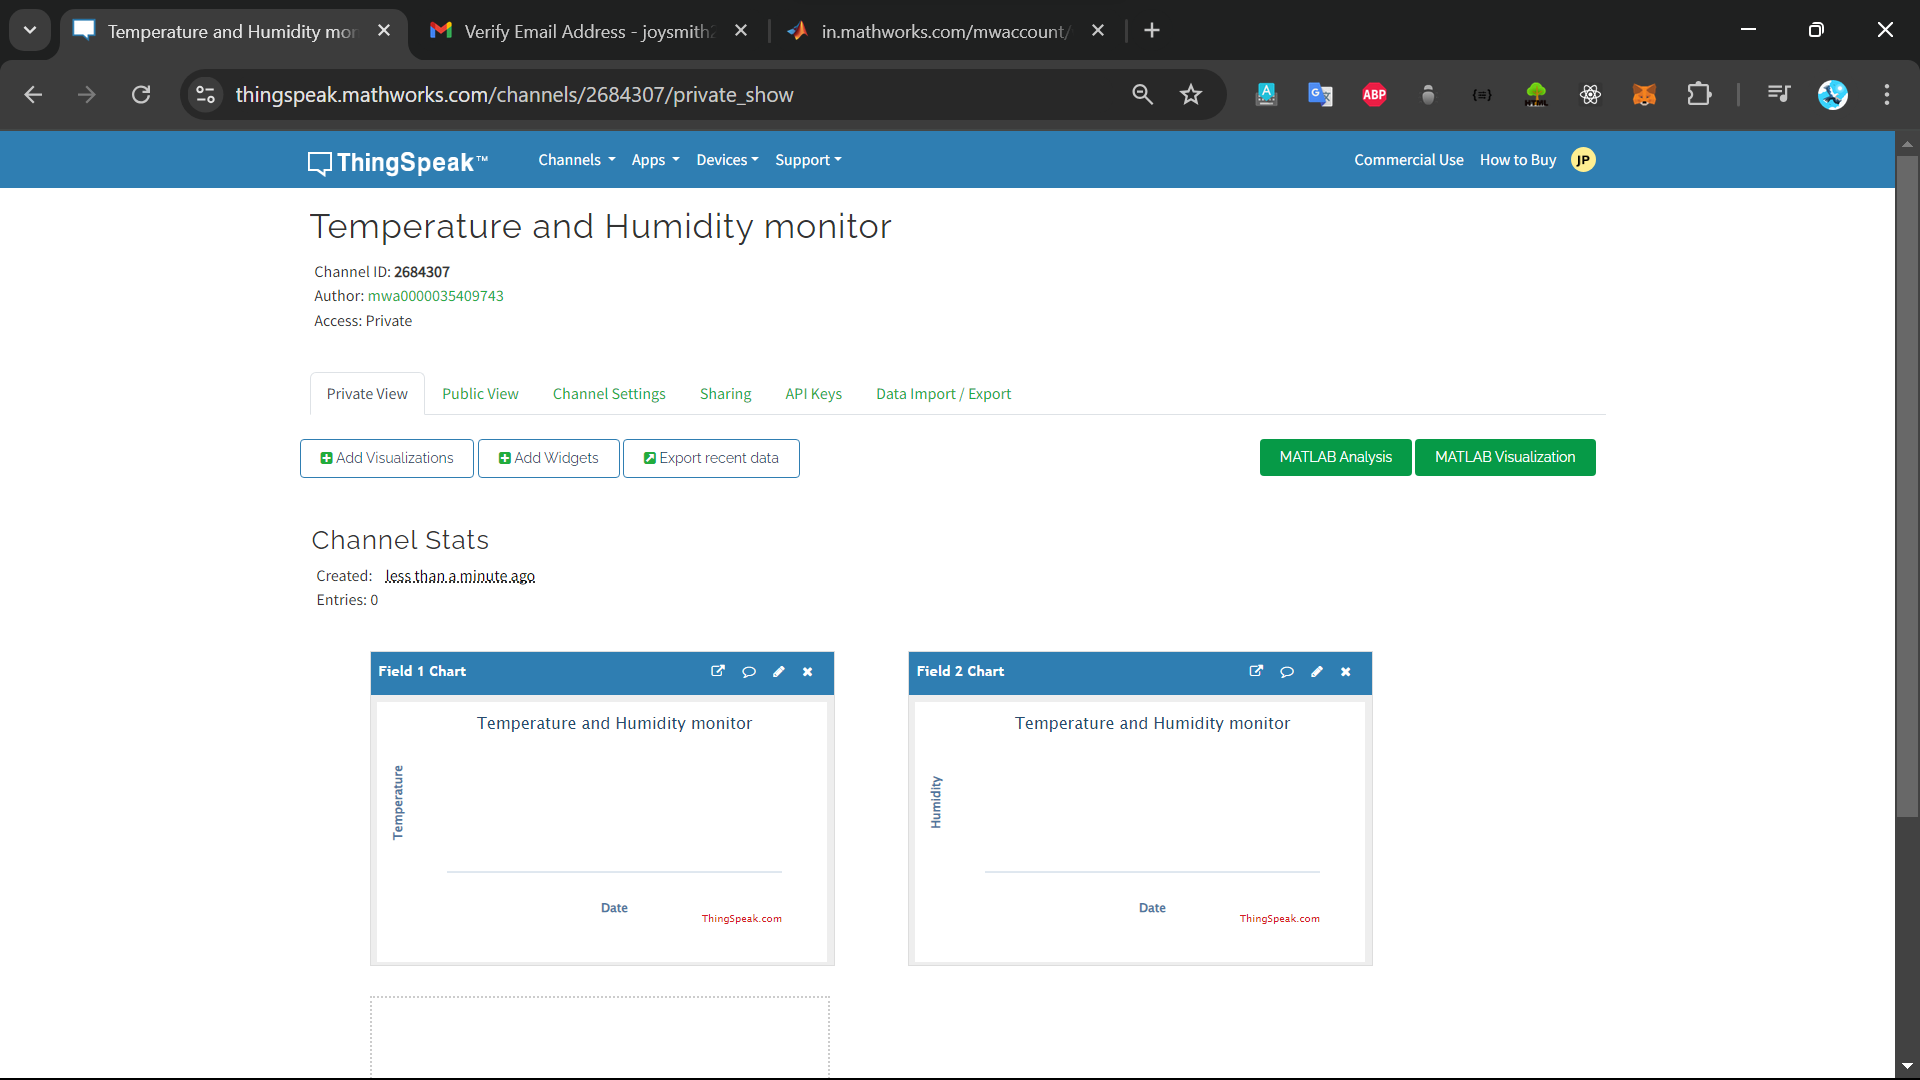 Temperature and Humidity mon
Verify Email Address - joysmith
in.mathworks.com/mwaccount/
thingspeak.mathworks.com/channels/2684307/private_show
ABP
HTML
ThingSpeak™
Channels
Apps
Devices
Support
Commercial Use
How to Buy
JP
Temperature and Humidity monitor
Channel ID: 2684307
Author: mwa0000035409743
Access: Private
Private View
Public View
Channel Settings
Sharing
API Keys
Data Import / Export
Add Visualizations
Add Widgets
Export recent data
MATLAB Analysis
MATLAB Visualization
Channel Stats
Created: less than a minute ago
Entries: 0
Field 1 Chart
Temperature and Humidity monitor
Temperature
Date
ThingSpeak.com
Field 2 Chart
Temperature and Humidity monitor
Humidity
Date
ThingSpeak.com